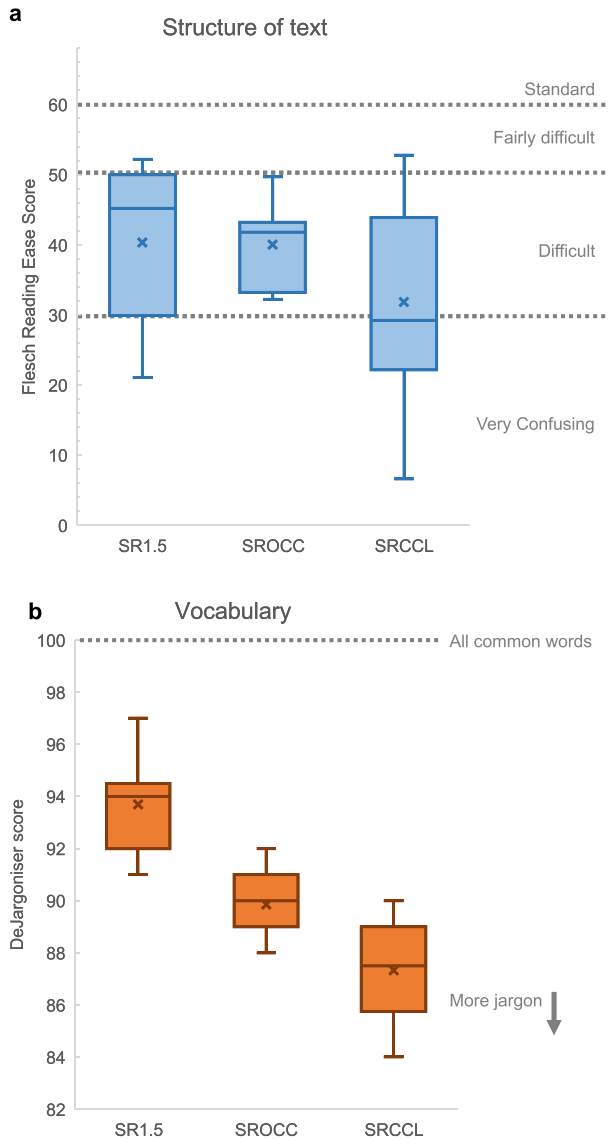 a
Structure of text
Flesch Reading Ease Score
60
50
40
30
20
10
0
Standard
Fairly difficult
Difficult
Very Confusing
SR1.5 SROCC SRCCL
b
Vocabulary
DeJargoniser score
100
98
96
94
92
90
88
86
84
82
All common words
More jargon
SR1.5 SROCC SRCCL